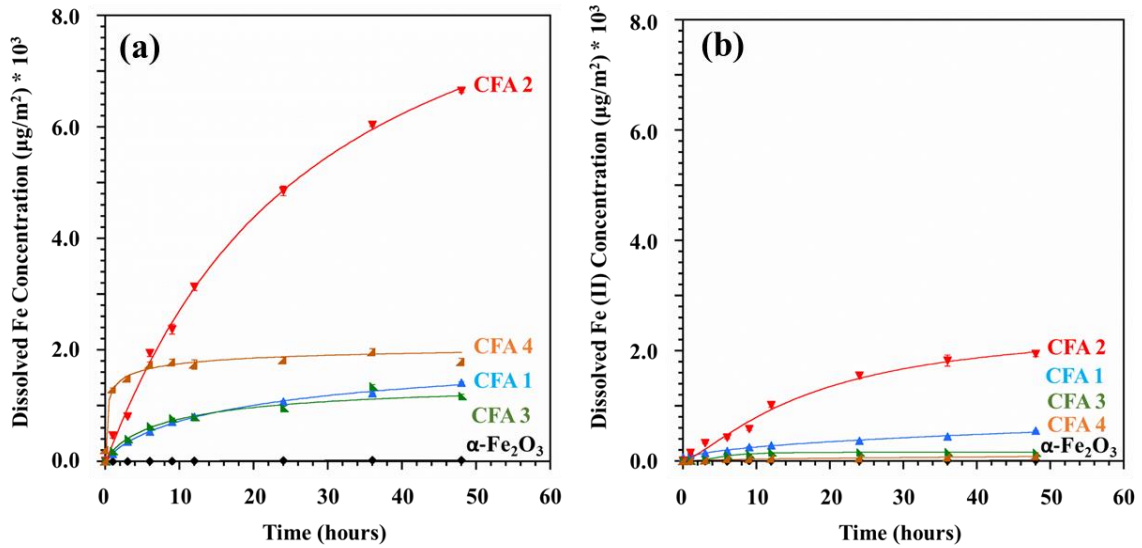 (a)
Dissolved Fe Concentration (µg/m²) * 10³
8.0
6.0
4.0
2.0
0.0
CFA 2
CFA 4
CFA 1
CFA 3
α-Fe₂O₃
0 10 20 30 40 50 60
Time (hours)
(b)
Dissolved Fe (II) Concentration (µg/m²) * 10³
8.0
6.0
4.0
2.0
0.0
CFA 2
CFA 1
CFA 3
CFA 4
α-Fe₂O₃
0 10 20 30 40 50 60
Time (hours)